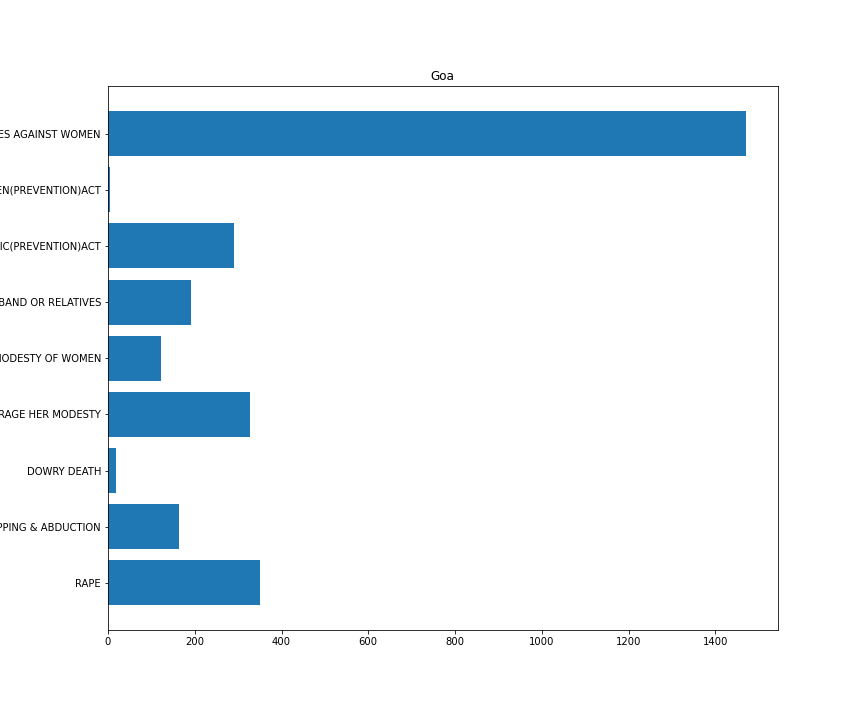 Goa
ES AGAINST WOMEN
EN(PREVENTION)ACT
IC(PREVENTION)ACT
BAND OR RELATIVES
MODESTY OF WOMEN
RAGE HER MODESTY
DOWRY DEATH
PPING & ABDUCTION
RAPE
0 200 400 600 800 1000 1200 1400